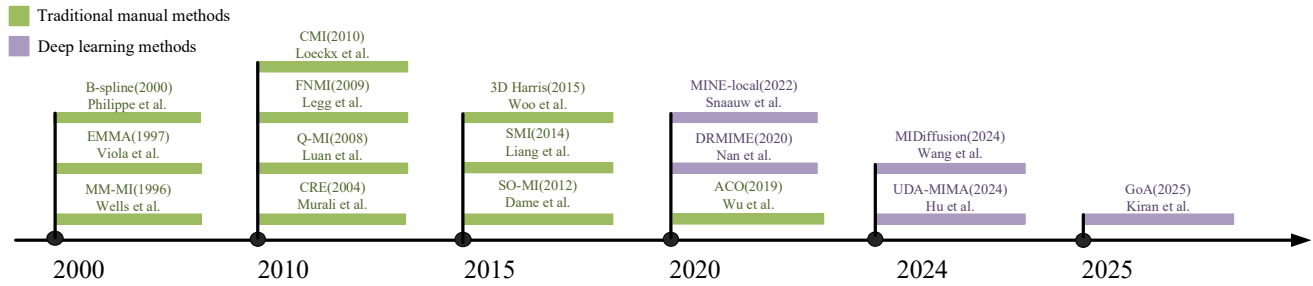 Traditional manual methods
Deep learning methods
B-spline(2000)
Philippe et al.
EMMA(1997)
Viola et al.
MM-MI(1996)
Wells et al.
CMI(2010)
Loeckx et al.
FNMI(2009)
Legg et al.
Q-MI(2008)
Luan et al.
CRE(2004)
Murali et al.
3D Harris(2015)
Woo et al.
SMI(2014)
Liang et al.
SO-MI(2012)
Dame et al.
MINE-local(2022)
Snaauw et al.
DRMIME(2020)
Nan et al.
ACO(2019)
Wu et al.
MIDiffusion(2024)
Wang et al.
UDA-MIMA(2024)
Hu et al.
GoA(2025)
Kiran et al.
2000
2010
2015
2020
2024
2025